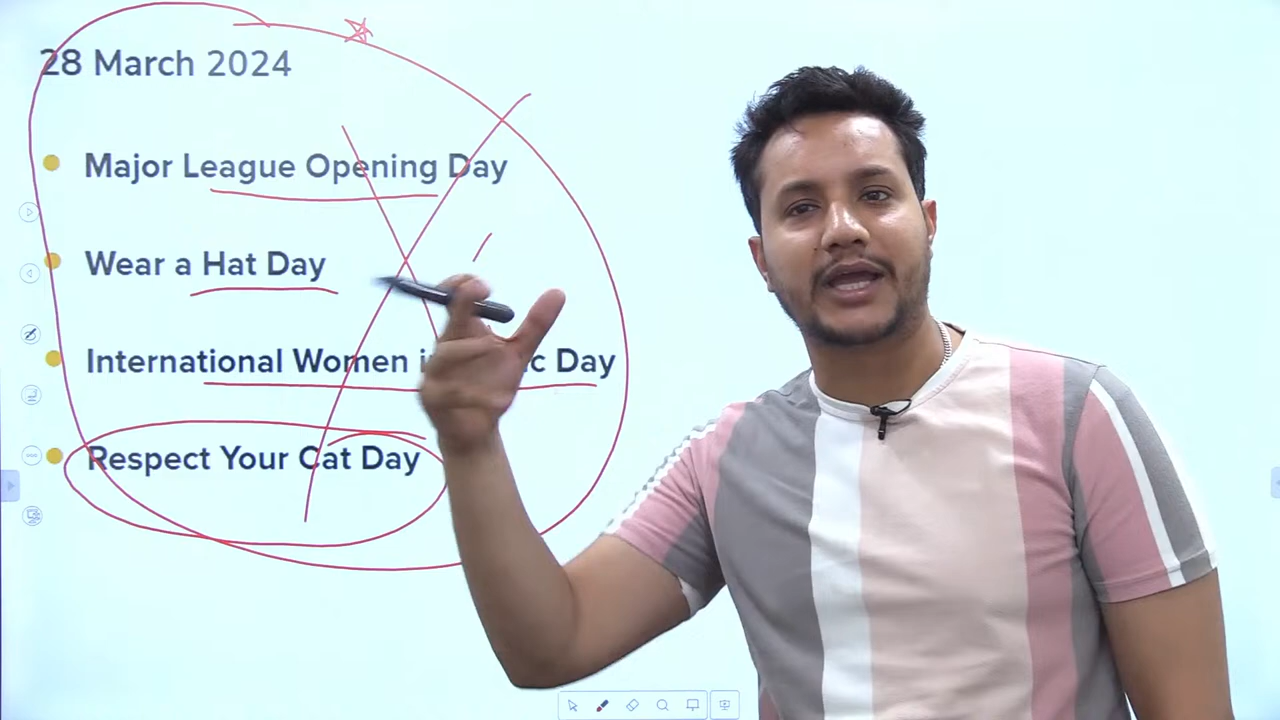 28 March 2024
Major League Opening Day
Wear a Hat Day
International Women Day
Respect Your Cat Day